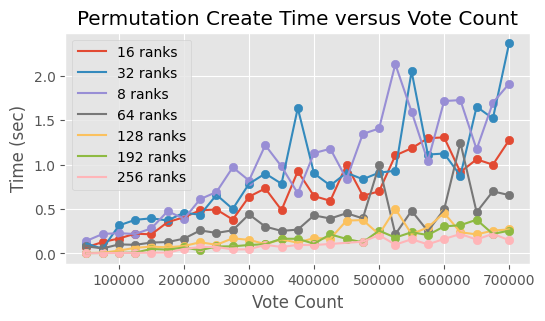 Permutation Create Time versus Vote Count
Time (sec)
2.0
1.5
1.0
0.5
0.0
16 ranks
32 ranks
8 ranks
64 ranks
128 ranks
192 ranks
256 ranks
100000 200000 300000 400000 500000 600000 700000
Vote Count